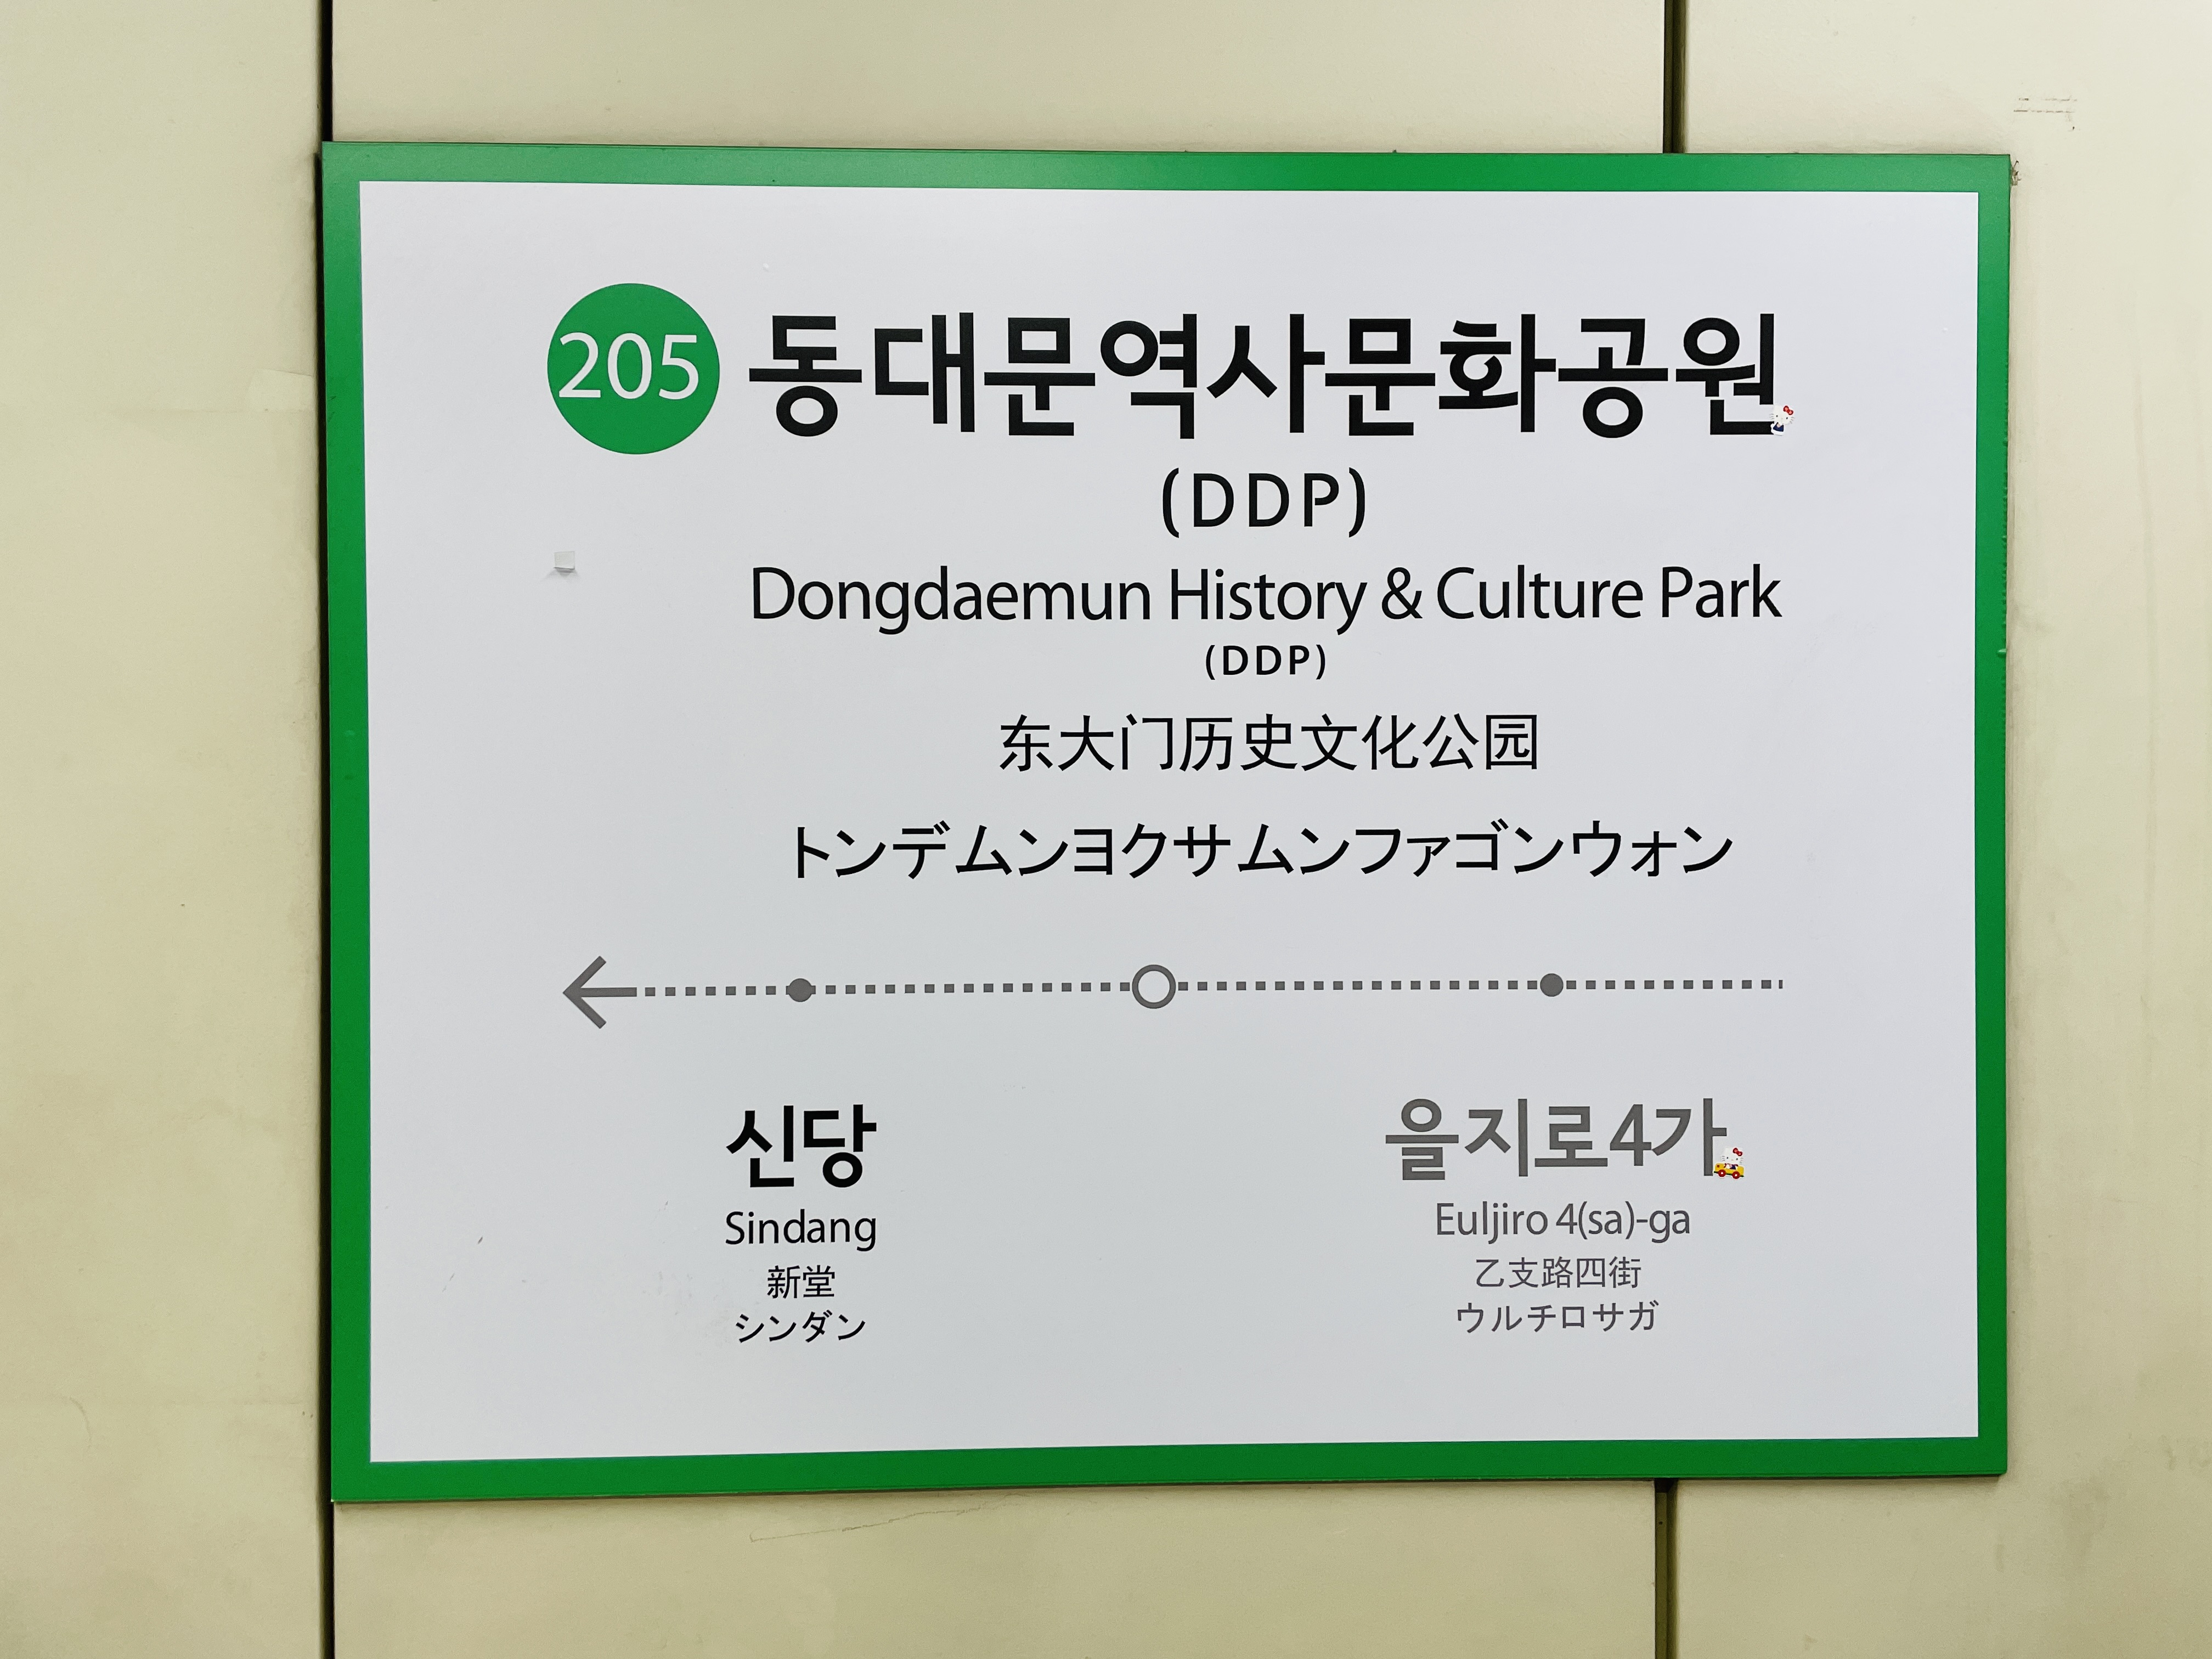 205 동대문역사문화공원
(DDP)
Dongdaemun History & Culture Park
(DDP)
东大门历史文化公园
トンデムンヨクサムンファゴンウォン
신당
Sindang
新堂
シンダン
을지로4가
Euljiro 4(sa)-ga
乙支路四街
ウルチロサガ